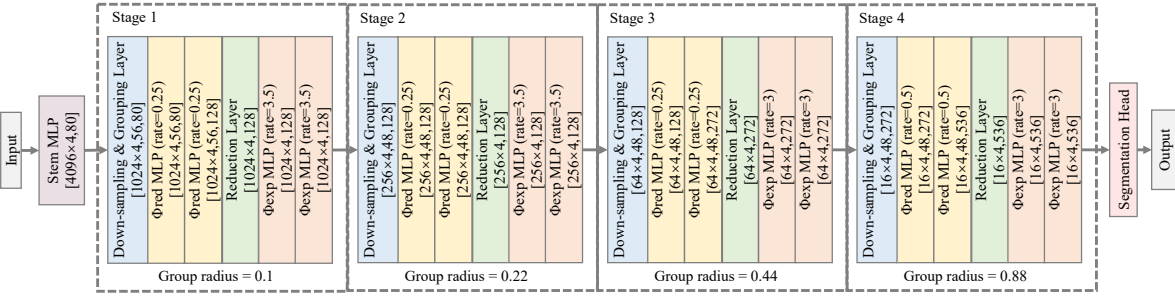 Input
Stem MLP
[4096×4,80]
Stage 1
Down-sampling & Grouping Layer
[1024×4,56,80]
Φred MLP (rate=0.25)
[1024×4,56,80]
Φred MLP (rate=0.25)
[1024×4,56,128]
Reduction Layer
[1024×4,128]
Φexp MLP (rate=3.5)
[1024×4,128]
Φexp MLP (rate=3.5)
[1024×4,128]
Group radius = 0.1
Stage 2
Down-sampling & Grouping Layer
[256×4,48,128]
Φred MLP (rate=0.25)
[256×4,48,128]
Φred MLP (rate=0.25)
[256×4,48,128]
Reduction Layer
[256×4,128]
Φexp MLP (rate=3.5)
[256×4,128]
Φexp MLP (rate=3.5)
[256×4,128]
Group radius = 0.22
Stage 3
Down-sampling & Grouping Layer
[64×4,48,128]
Φred MLP (rate=0.25)
[64×4,48,128]
Φred MLP (rate=0.25)
[64×4,48,272]
Reduction Layer
[64×4,272]
Φexp MLP (rate=3)
[64×4,272]
Φexp MLP (rate=3)
[64×4,272]
Group radius = 0.44
Stage 4
Down-sampling & Grouping Layer
[16×4,48,272]
Φred MLP (rate=0.5)
[16×4,48,272]
Φred MLP (rate=0.5)
[16×4,48,536]
Reduction Layer
[16×4,536]
Φexp MLP (rate=3)
[16×4,536]
Φexp MLP (rate=3)
[16×4,536]
Group radius = 0.88
Segmentation Head
Output